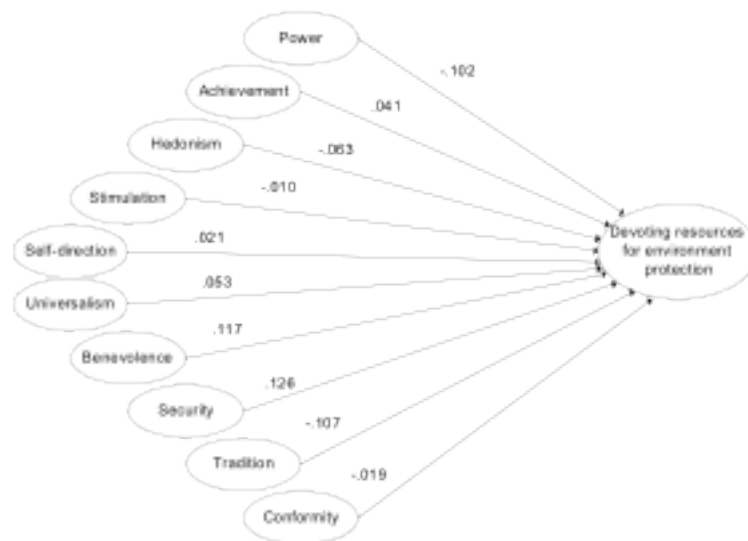 Power
-.102
Achievement
.041
Hedonism
-.063
Stimulation
-.010
Self-direction
.021
Devoting resources
for environment
protection
Universalism
.053
Benevolence
.117
Security
.126
Tradition
-.107
Conformity
-.019